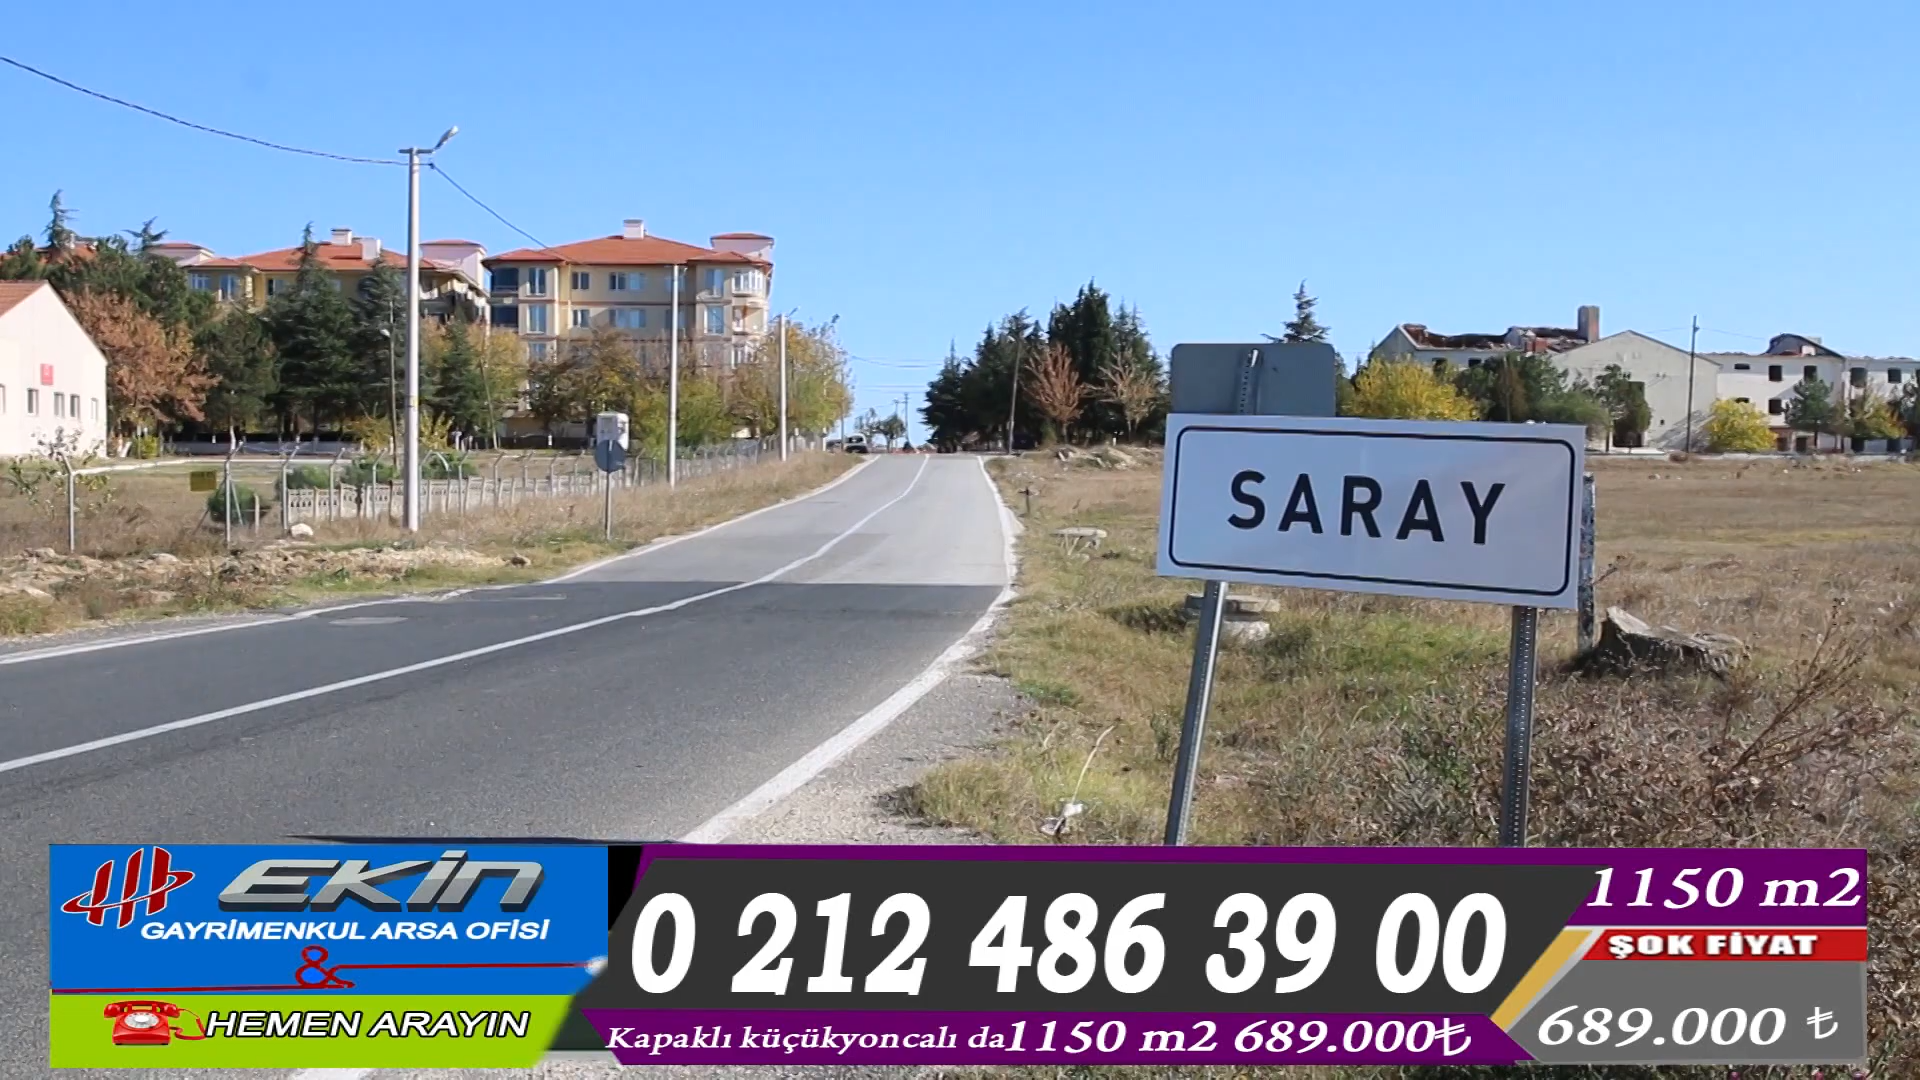 SARAY
EKİN
GAYRİMENKUL ARSA OFİSİ
&
HEMEN ARAYIN
0 212 486 39 00
Kapaklı küçükyoncalı da1150 m2 689.000₺
1150 m2
ŞOK FİYAT
689.000 ₺